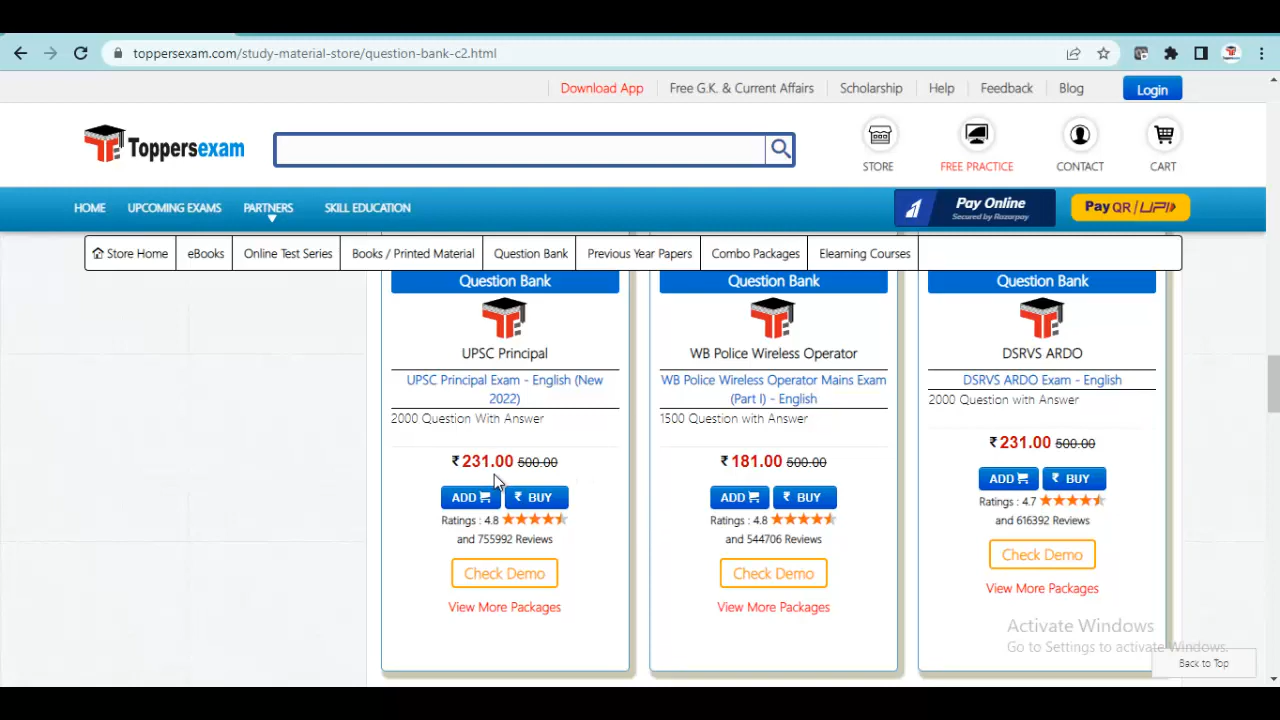 toppersexam.com/study-material-store/question-bank-c2.html
Download App Free G.K. & Current Affairs Scholarship Help Feedback Blog Login
Toppersexam
STORE FREE PRACTICE CONTACT CART
HOME UPCOMING EXAMS PARTNERS SKILL EDUCATION
1 Pay Online
Secured by Razorpay
Pay QR / UPI
Store Home eBooks Online Test Series Books / Printed Material Question Bank Previous Year Papers Combo Packages Elearning Courses
Question Bank
UPSC Principal
UPSC Principal Exam - English (New
2022)
2000 Question With Answer
₹ 231.00 500.00
ADD ₹ BUY
Ratings : 4.8
and 755992 Reviews
Check Demo
View More Packages
Question Bank
WB Police Wireless Operator
WB Police Wireless Operator Mains Exam
(Part I) - English
1500 Question with Answer
₹ 181.00 500.00
ADD ₹ BUY
Ratings : 4.8
and 544706 Reviews
Check Demo
View More Packages
Question Bank
DSRVS ARDO
DSRVS ARDO Exam - English
2000 Question with Answer
₹ 231.00 500.00
ADD ₹ BUY
Ratings : 4.7
and 616392 Reviews
Check Demo
View More Packages
Activate Windows
Go to Settings to activate Windows.
Back to Top